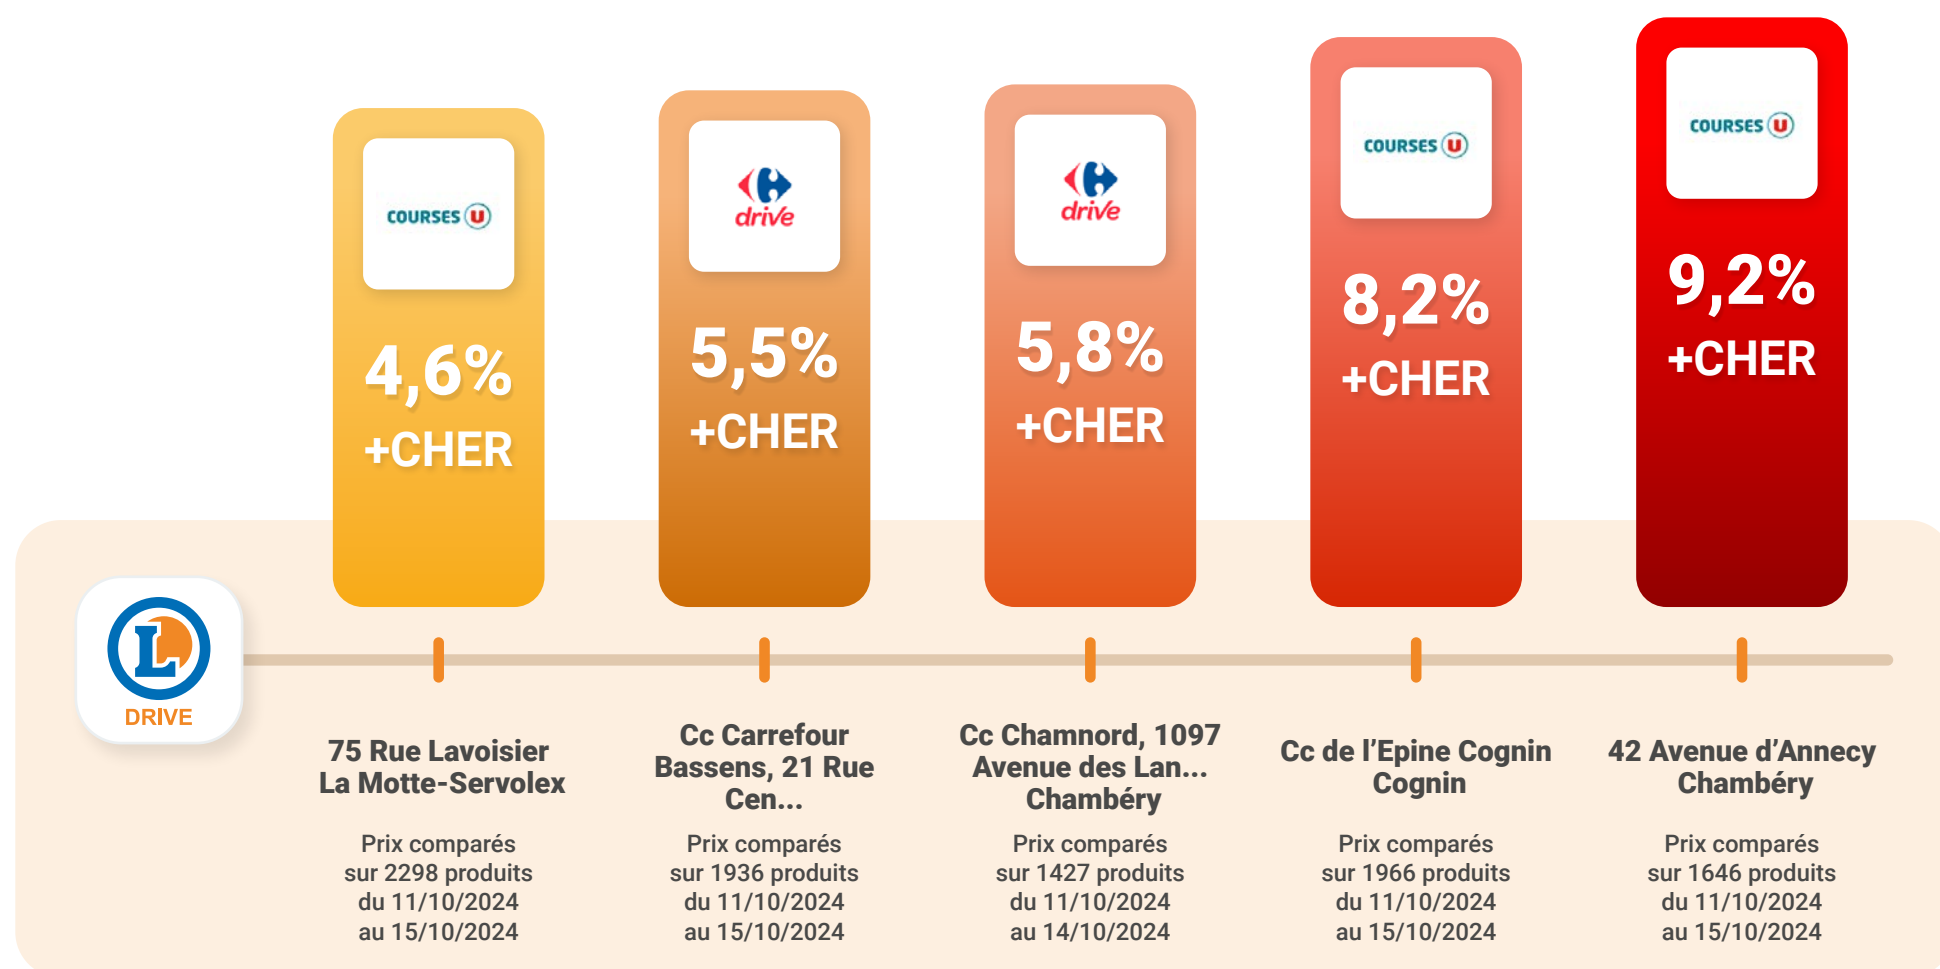 COURSES U
4,6%
+CHER
drive
5,5%
+CHER
drive
5,8%
+CHER
COURSES U
8,2%
+CHER
COURSES U
9,2%
+CHER
L
DRIVE
75 Rue Lavoisier
La Motte-Servolex
Prix comparés
sur 2298 produits
du 11/10/2024
au 15/10/2024
Cc Carrefour
Bassens, 21 Rue
Cen...
Prix comparés
sur 1936 produits
du 11/10/2024
au 15/10/2024
Cc Chamnord, 1097
Avenue des Lan...
Chambéry
Prix comparés
sur 1427 produits
du 11/10/2024
au 14/10/2024
Cc de l’Epine Cognin
Cognin
Prix comparés
sur 1966 produits
du 11/10/2024
au 15/10/2024
42 Avenue d’Annecy
Chambéry
Prix comparés
sur 1646 produits
du 11/10/2024
au 15/10/2024